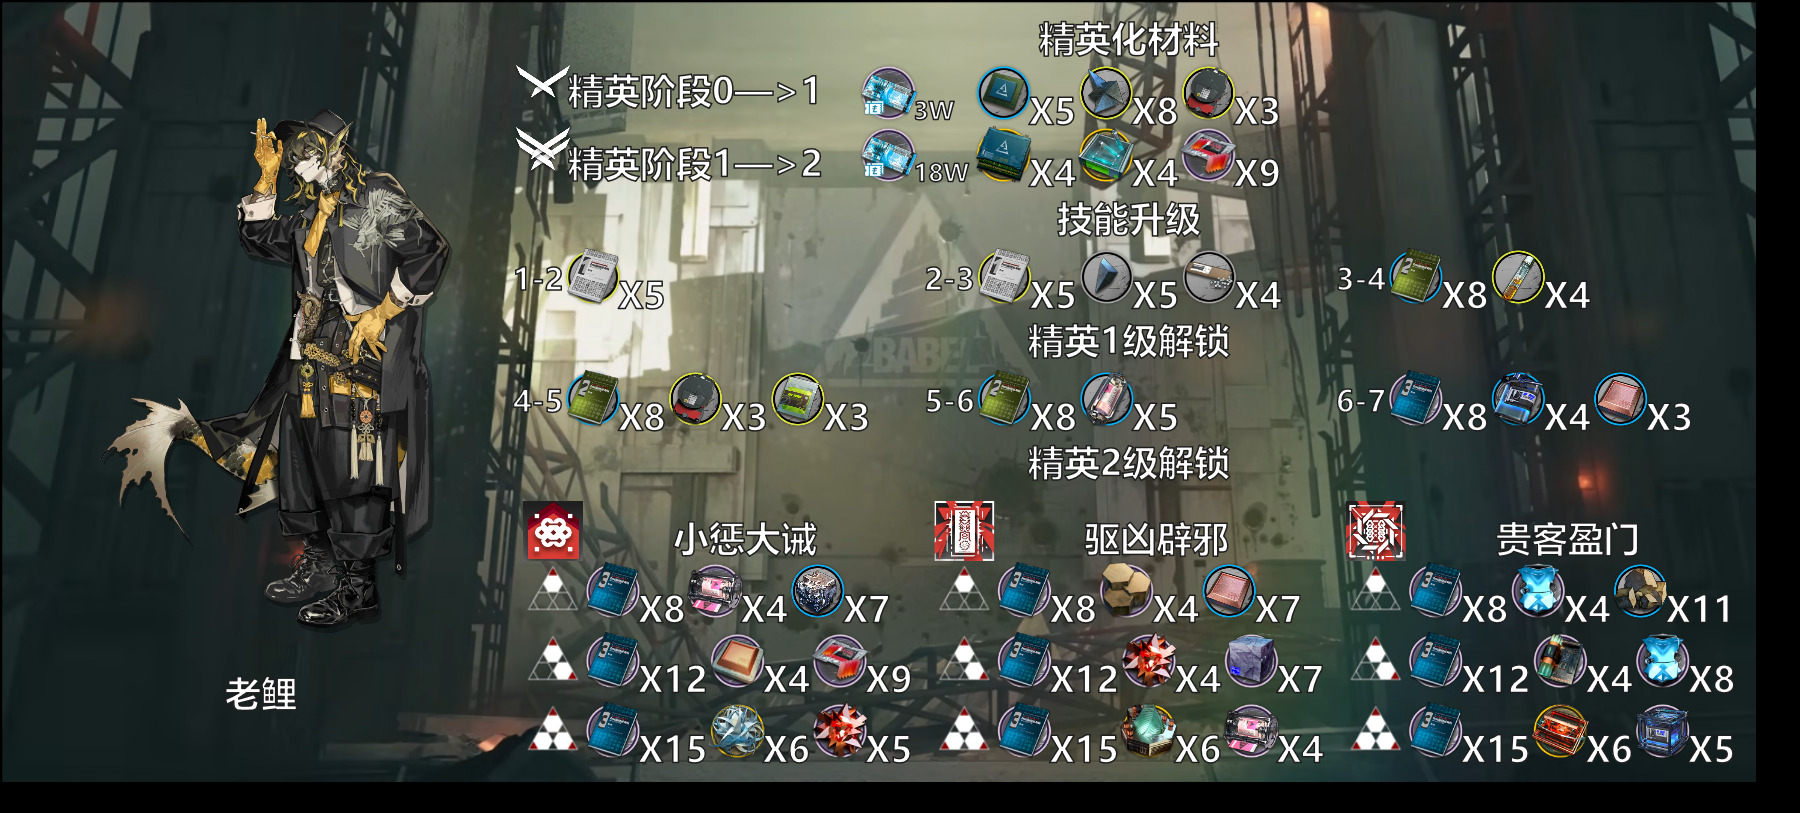 精英化材料
精英阶段0—>1 3W X5 X8 X3
精英阶段1—>2 18W X4 X4 X9
技能升级
1-2 X5 2-3 X5 X5 X4 3-4 X8 X4
精英1级解锁
4-5 X8 X3 X3 5-6 X8 X5 6-7 X8 X4 X3
精英2级解锁
小惩大诫 驱凶辟邪 贵客盈门
X8 X4 X7 X8 X4 X7 X8 X4 X11
X12 X4 X9 X12 X4 X7 X12 X4 X8
X15 X6 X5 X15 X6 X4 X15 X6 X5
老鲤
BABEL